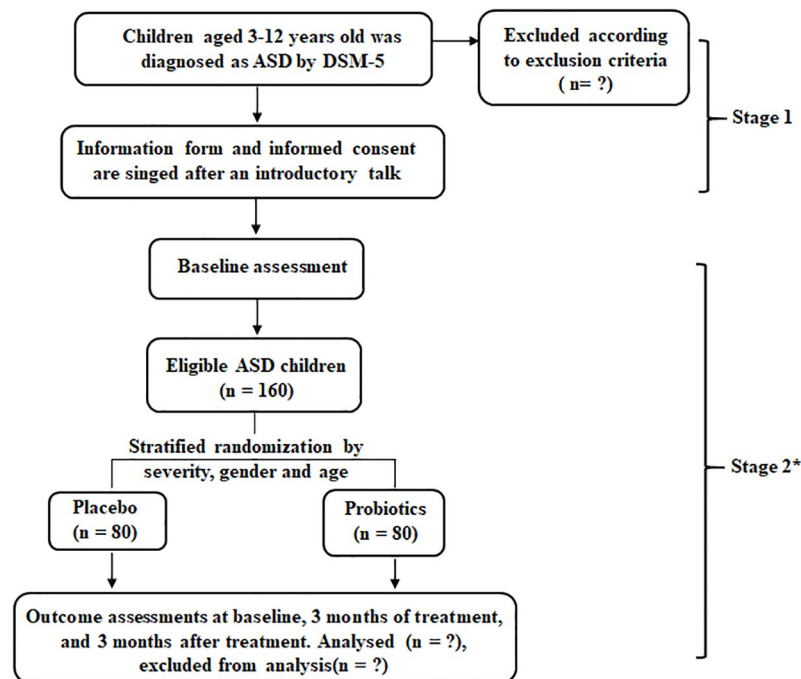 Children aged 3-12 years old was
diagnosed as ASD by DSM-5
Excluded according
to exclusion criteria
( n= ?)
Stage 1
Information form and informed consent
are singed after an introductory talk
Baseline assessment
Eligible ASD children
(n = 160)
Stratified randomization by
severity, gender and age
Stage 2*
Placebo
(n = 80)
Probiotics
(n = 80)
Outcome assessments at baseline, 3 months of treatment,
and 3 months after treatment. Analysed (n = ?),
excluded from analysis(n = ?)